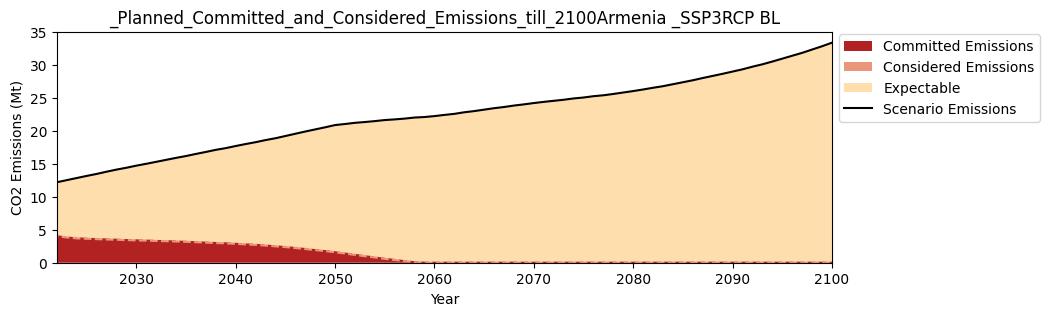 _Planned_Committed_and_Considered_Emissions_till_2100Armenia _SSP3RCP BL
35
30
25
20
15
10
5
0
CO2 Emissions (Mt)
2030
2040
2050
2060
2070
2080
2090
2100
Year
Committed Emissions
Considered Emissions
Expectable
Scenario Emissions